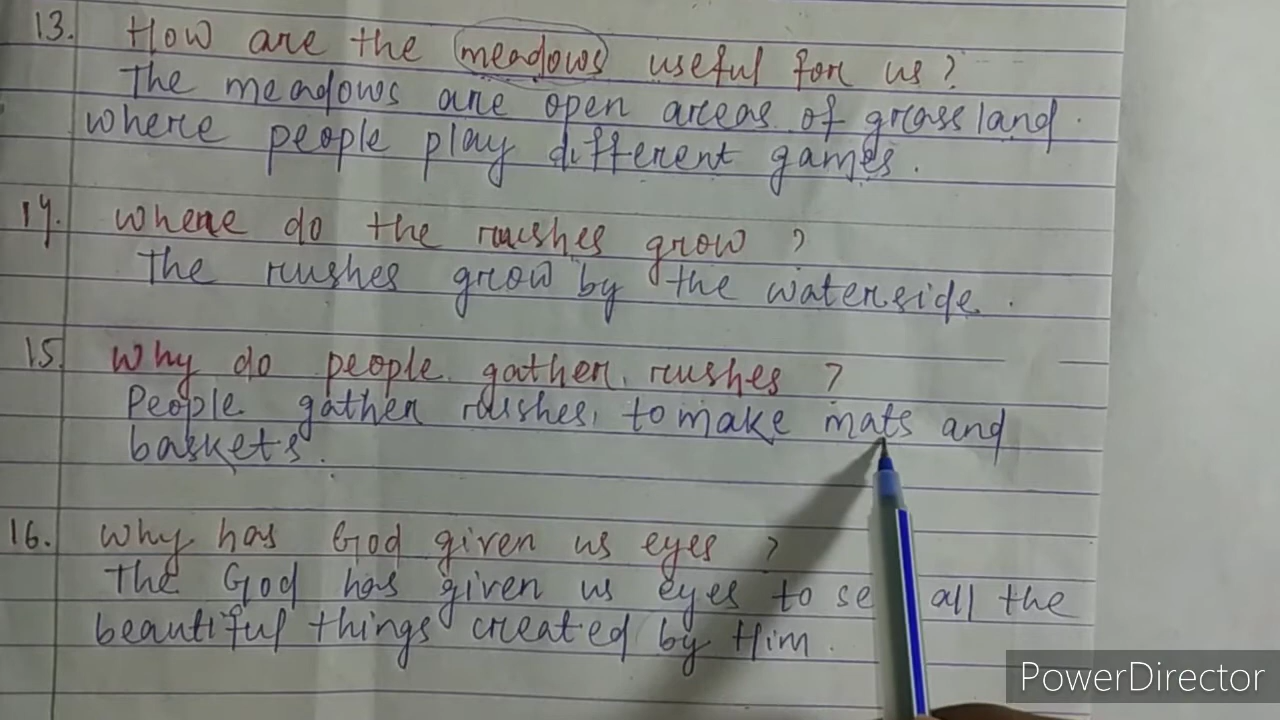 13. How are the meadows useful for us?
The meadows are open areas of grassland
where people play different games.
14. Where do the rushes grow ?
The rushes grow by the waterside.
15. Why do people gather rushes ?
People gather rushes to make mats and
baskets.
16. Why has God given us eyes ?
The God has given us eyes to se all the
beautiful things created by Him.
PowerDirector